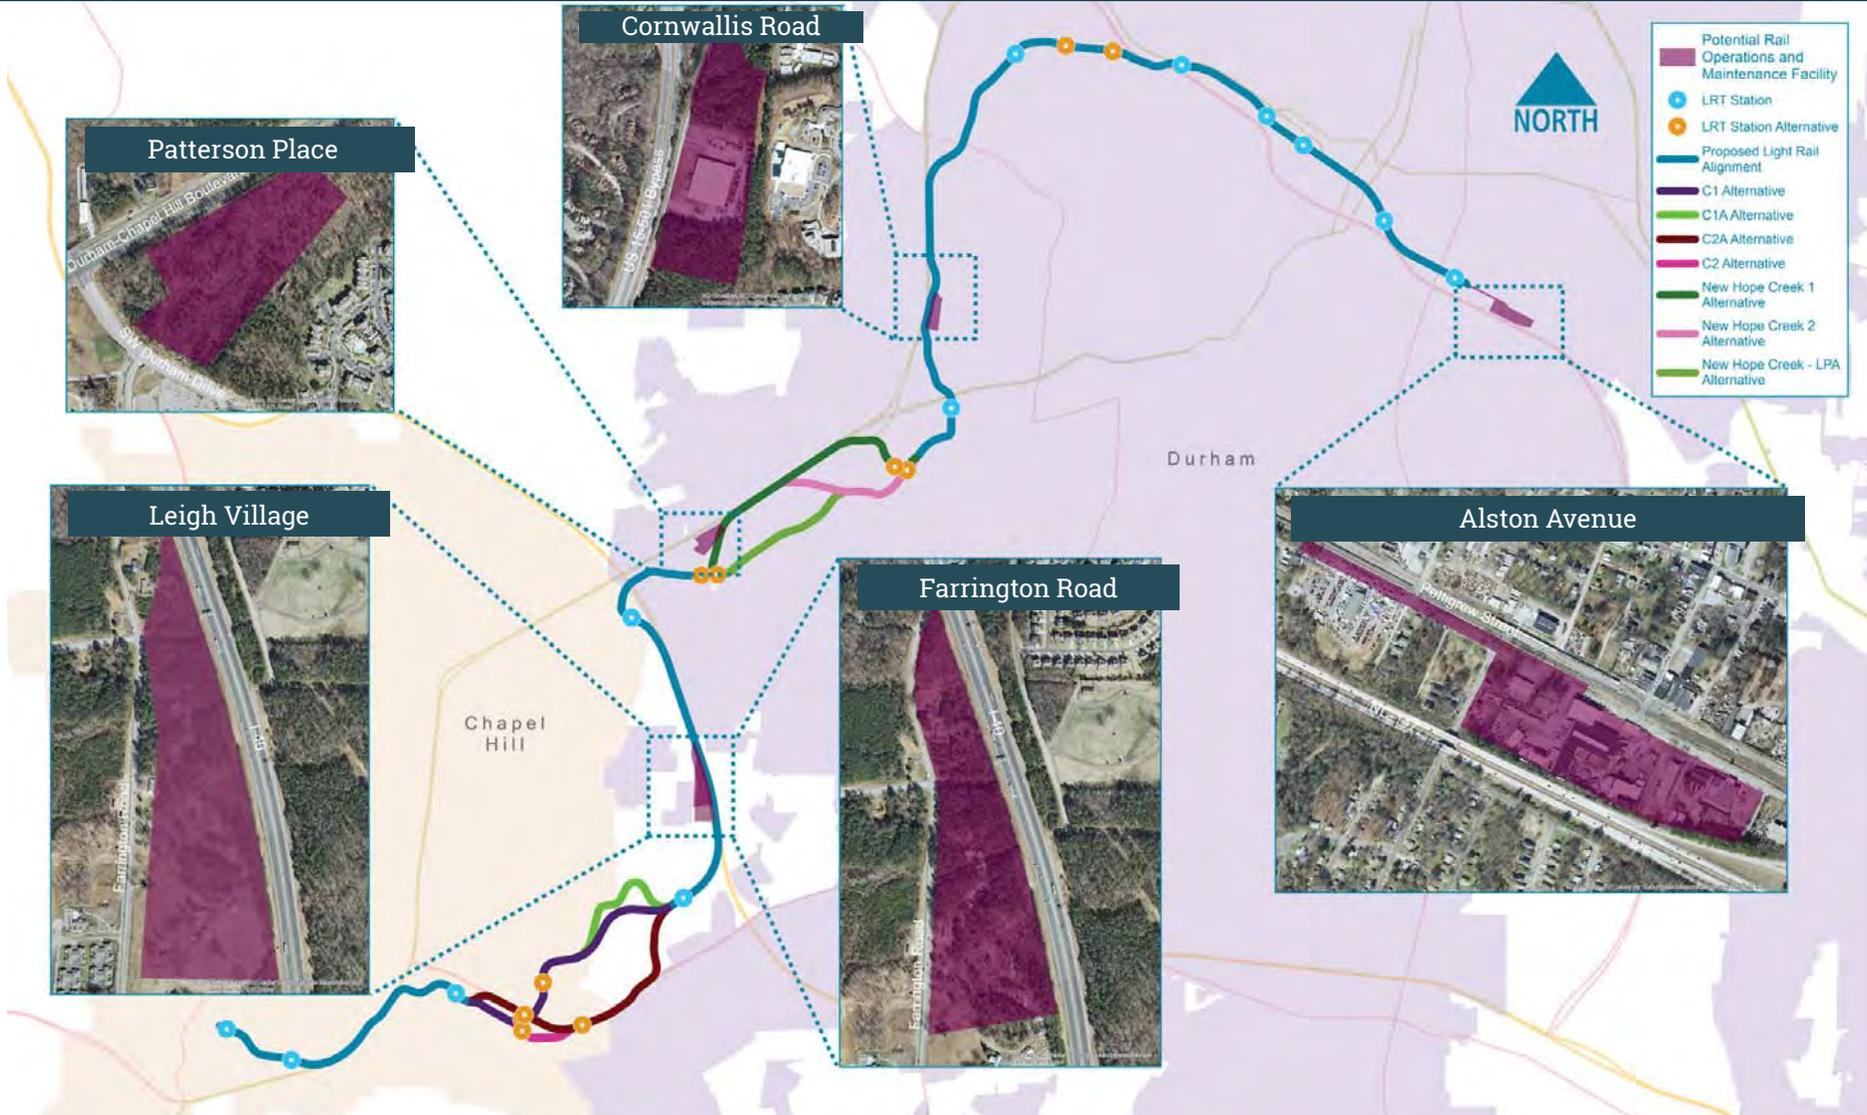 Cornwallis Road
US 15-501 Bypass
Patterson Place
Durham-Chapel Hill Boulevard
SW Durham Drive
Leigh Village
Farrington Road
I-40
Farrington Road
Farrington Road
I-40
Alston Avenue
Pettigrew Street
Durham
Chapel
Hill
NORTH
Potential Rail
Operations and
Maintenance Facility
LRT Station
LRT Station Alternative
Proposed Light Rail
Alignment
C1 Alternative
C1A Alternative
C2A Alternative
C2 Alternative
New Hope Creek 1
Alternative
New Hope Creek 2
Alternative
New Hope Creek - LPA
Alternative